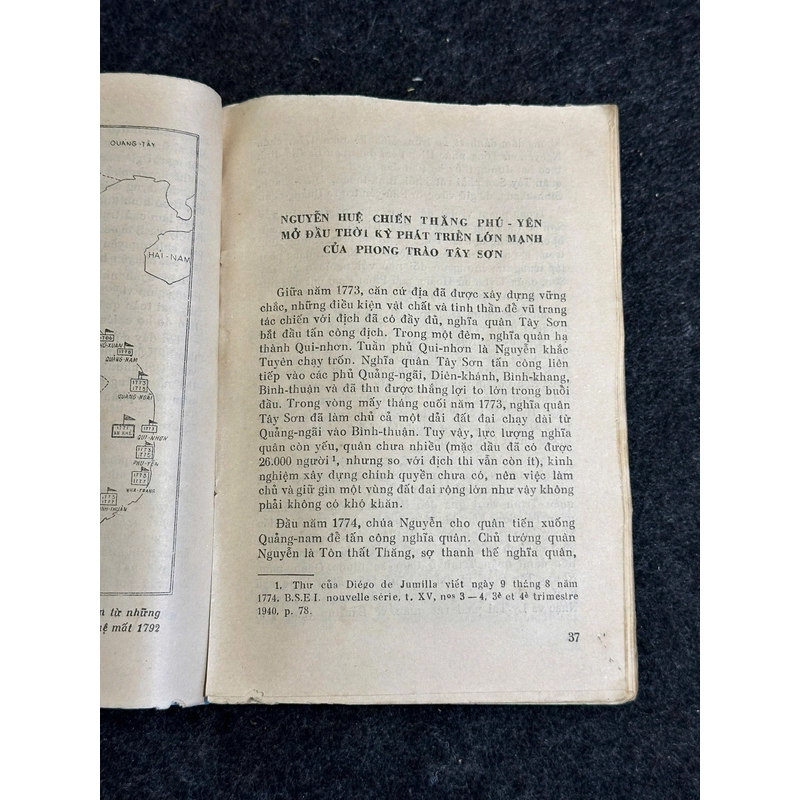 QUANG-TÂY
HẢI-NAM
QUẢNG-NAM
1773
QUẢNG-NGÃI
QUI-NHƠN
PHÚ-YÊN
NHA-TRANG
n từ những
uệ mất 1792
NGUYỄN HUỆ CHIẾN THẮNG PHÚ-YÊN
MỞ ĐẦU THỜI KỲ PHÁT TRIỂN LỚN MẠNH
CỦA PHONG TRÀO TÂY SƠN
Giữa năm 1773, căn cứ địa đã được xây dựng vững
chắc, những điều kiện vật chất và tinh thần để vũ trang
tác chiến với địch đã có đầy đủ, nghĩa quân Tây Sơn
bắt đầu tấn công địch. Trong một đêm, nghĩa quân hạ
thành Qui-nhơn. Tuần phủ Qui-nhơn là Nguyễn khắc
Tuyên chạy trốn. Nghĩa quân Tây Sơn tấn công liên
tiếp vào các phủ Quảng-ngãi, Diên-khánh, Bình-khang,
Bình-thuận và đã thu được thắng lợi to lớn trong buổi
đầu. Trong vòng mấy tháng cuối năm 1773, nghĩa quân
Tây Sơn đã làm chủ cả một dải đất đai chạy dài từ
Quảng-ngãi vào Bình-thuận. Tuy vậy, lực lượng nghĩa
quân còn yếu, quân chưa nhiều (mặc dầu đã có được
26.000 người¹, nhưng so với địch thì vẫn còn ít), kinh
nghiệm xây dựng chính quyền chưa có, nên việc làm
chủ và giữ gìn một vùng đất đai rộng lớn như vậy không
phải không có khó khăn.
Đầu năm 1774, chúa Nguyễn cho quân tiến xuống
Quảng-nam để tấn công nghĩa quân. Chủ tướng quân
Nguyễn là Tôn thất Thăng, sợ thanh thế nghĩa quân,
1. Thư của Diégo de Jumilla viết ngày 9 tháng 8 năm
1774. B.S.E I. nouvelle série, t. XV, nos 3 — 4, 3è et 4è trimestre
1940, p. 78.
37